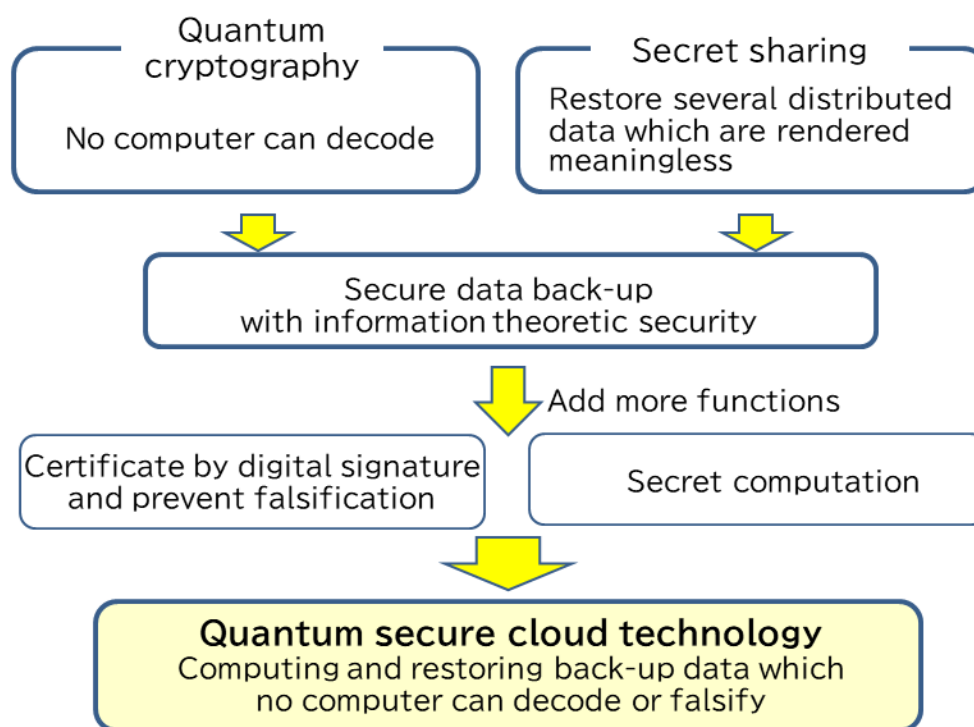 Quantum
cryptography
No computer can decode
Secret sharing
Restore several distributed
data which are rendered
meaningless
Secure data back-up
with information theoretic security
Add more functions
Certificate by digital signature
and prevent falsification
Secret computation
Quantum secure cloud technology
Computing and restoring back-up data which
no computer can decode or falsify